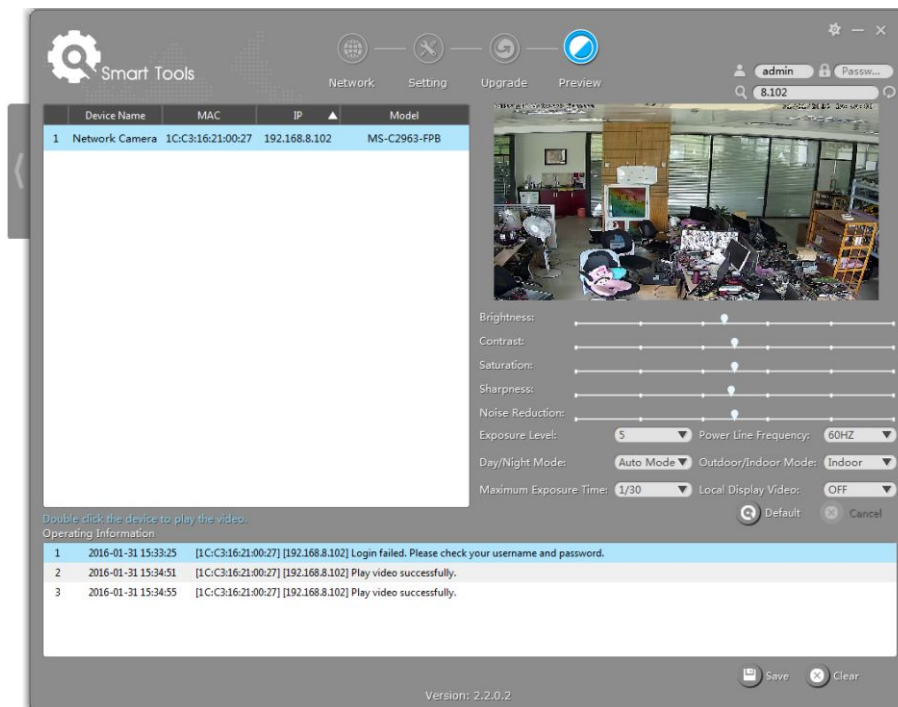 Smart Tools
Network Setting Upgrade Preview
admin Passw...
8.102
Device Name MAC IP Model
1 Network Camera 1C:C3:16:21:00:27 192.168.8.102 MS-C2963-FPB
Brightness:
Contrast:
Saturation:
Sharpness:
Noise Reduction:
Exposure Level: 5 Power Line Frequency: 60HZ
Day/Night Mode: Auto Mode Outdoor/Indoor Mode: Indoor
Maximum Exposure Time: 1/30 Local Display Video: OFF
Default Cancel
Double click the device to play the video.
Operating Information
1 2016-01-31 15:33:25 [1C:C3:16:21:00:27] [192.168.8.102] Login failed. Please check your username and password.
2 2016-01-31 15:34:51 [1C:C3:16:21:00:27] [192.168.8.102] Play video successfully.
3 2016-01-31 15:34:55 [1C:C3:16:21:00:27] [192.168.8.102] Play video successfully.
Save Clear
Version: 2.2.0.2